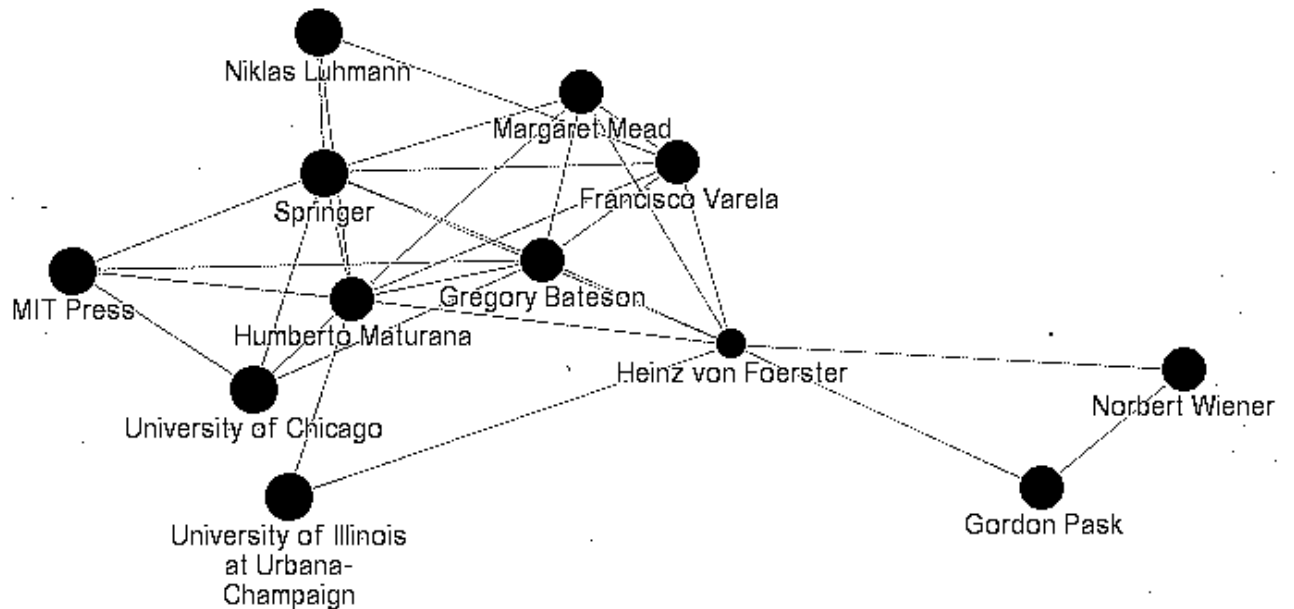 Niklas Luhmann
Margaret Mead
Francisco Varela
Springer
Gregory Bateson
MIT Press
Humberto Maturana
Heinz von Foerster
Norbert Wiener
University of Chicago
Gordon Pask
University of Illinois
at Urbana-
Champaign